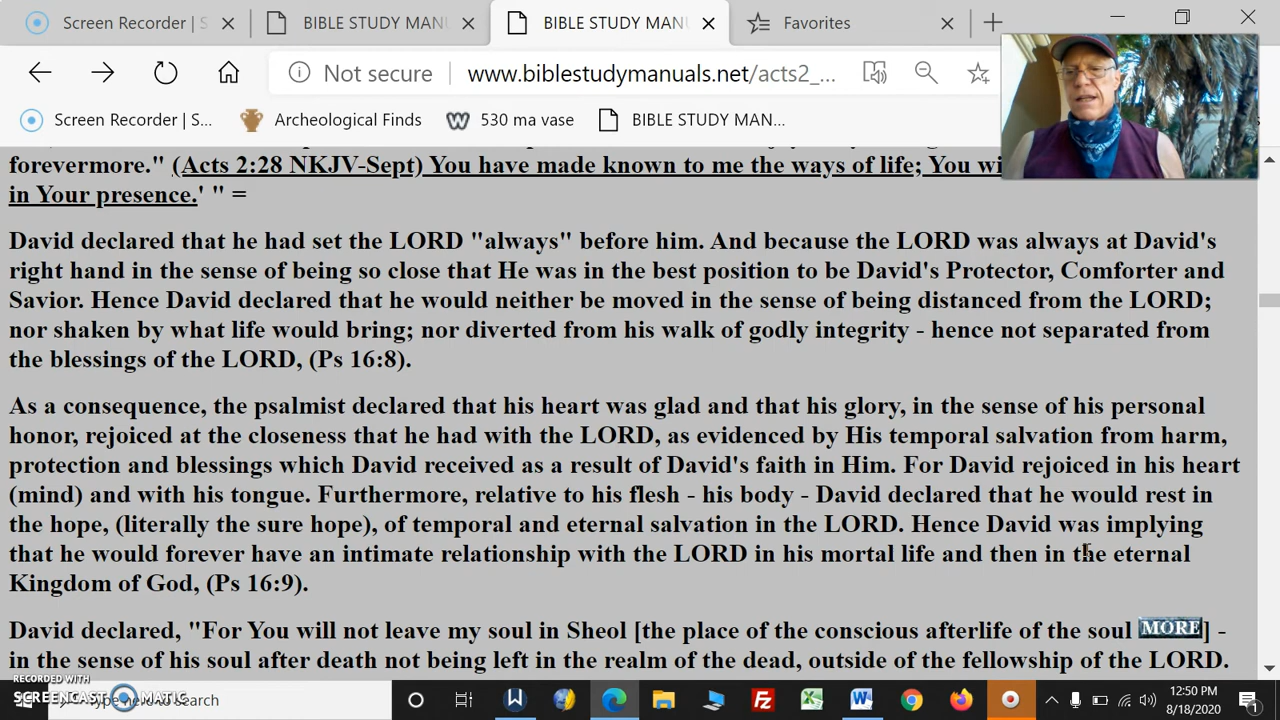 Screen Recorder | S
BIBLE STUDY MANU
BIBLE STUDY MANU
Favorites
Not secure
www.biblestudymanuals.net/acts2_...
Screen Recorder | S...
Archeological Finds
530 ma vase
BIBLE STUDY MAN...
forevermore." (Acts 2:28 NKJV-Sept) You have made known to me the ways of life; You wi
in Your presence.' " =
David declared that he had set the LORD "always" before him. And because the LORD was always at David's
right hand in the sense of being so close that He was in the best position to be David's Protector, Comforter and
Savior. Hence David declared that he would neither be moved in the sense of being distanced from the LORD;
nor shaken by what life would bring; nor diverted from his walk of godly integrity - hence not separated from
the blessings of the LORD, (Ps 16:8).
As a consequence, the psalmist declared that his heart was glad and that his glory, in the sense of his personal
honor, rejoiced at the closeness that he had with the LORD, as evidenced by His temporal salvation from harm,
protection and blessings which David received as a result of David's faith in Him. For David rejoiced in his heart
(mind) and with his tongue. Furthermore, relative to his flesh - his body - David declared that he would rest in
the hope, (literally the sure hope), of temporal and eternal salvation in the LORD. Hence David was implying
that he would forever have an intimate relationship with the LORD in his mortal life and then in the eternal
Kingdom of God, (Ps 16:9).
David declared, "For You will not leave my soul in Sheol [the place of the conscious afterlife of the soul MORE] -
in the sense of his soul after death not being left in the realm of the dead, outside of the fellowship of the LORD.
RECORDED WITH
SCREENCAST MATIC
Type here to search
12:50 PM
8/18/2020